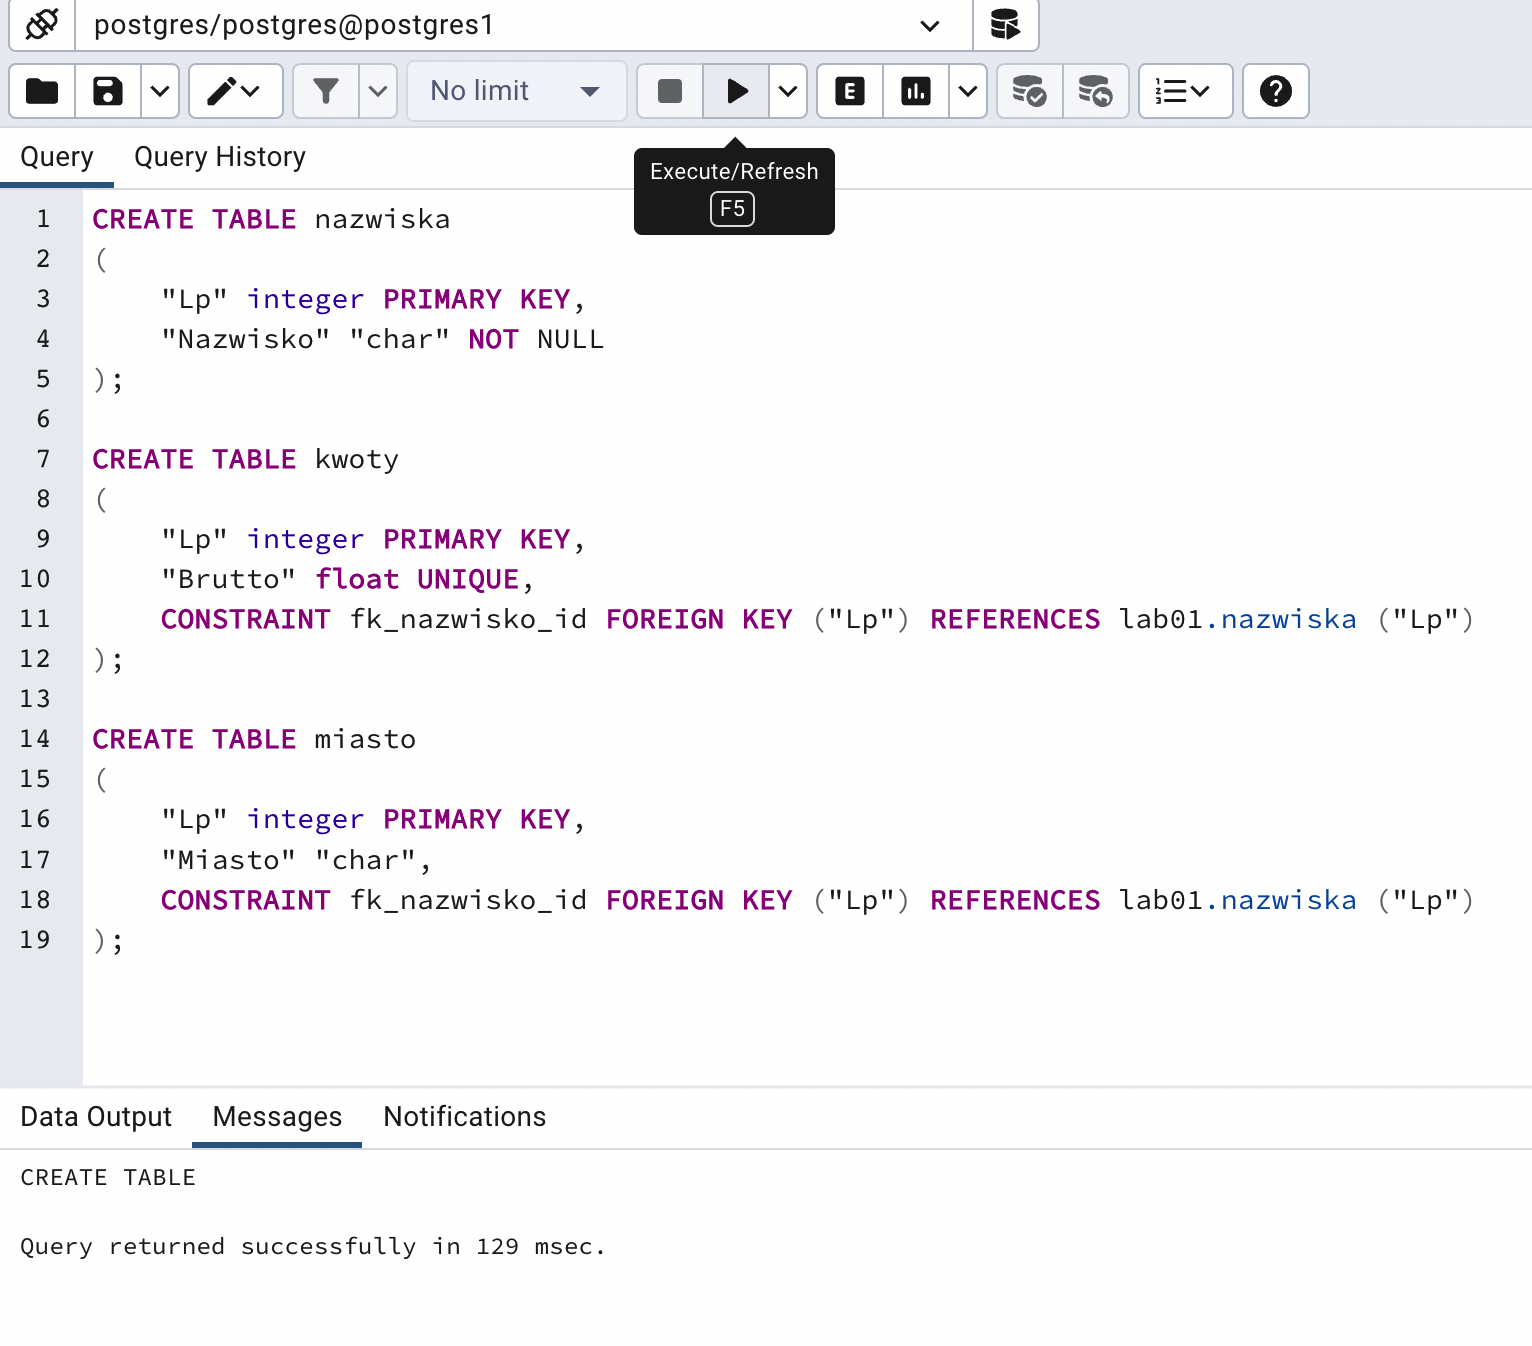 postgres/postgres@postgres1
No limit
E
Query Query History
Execute/Refresh
F5
1 CREATE TABLE nazwiska
2 (
3 "Lp" integer PRIMARY KEY,
4 "Nazwisko" "char" NOT NULL
5 );
6
7 CREATE TABLE kwoty
8 (
9 "Lp" integer PRIMARY KEY,
10 "Brutto" float UNIQUE,
11 CONSTRAINT fk_nazwisko_id FOREIGN KEY ("Lp") REFERENCES lab01.nazwiska ("Lp")
12 );
13
14 CREATE TABLE miasto
15 (
16 "Lp" integer PRIMARY KEY,
17 "Miasto" "char",
18 CONSTRAINT fk_nazwisko_id FOREIGN KEY ("Lp") REFERENCES lab01.nazwiska ("Lp")
19 );
Data Output Messages Notifications
CREATE TABLE
Query returned successfully in 129 msec.